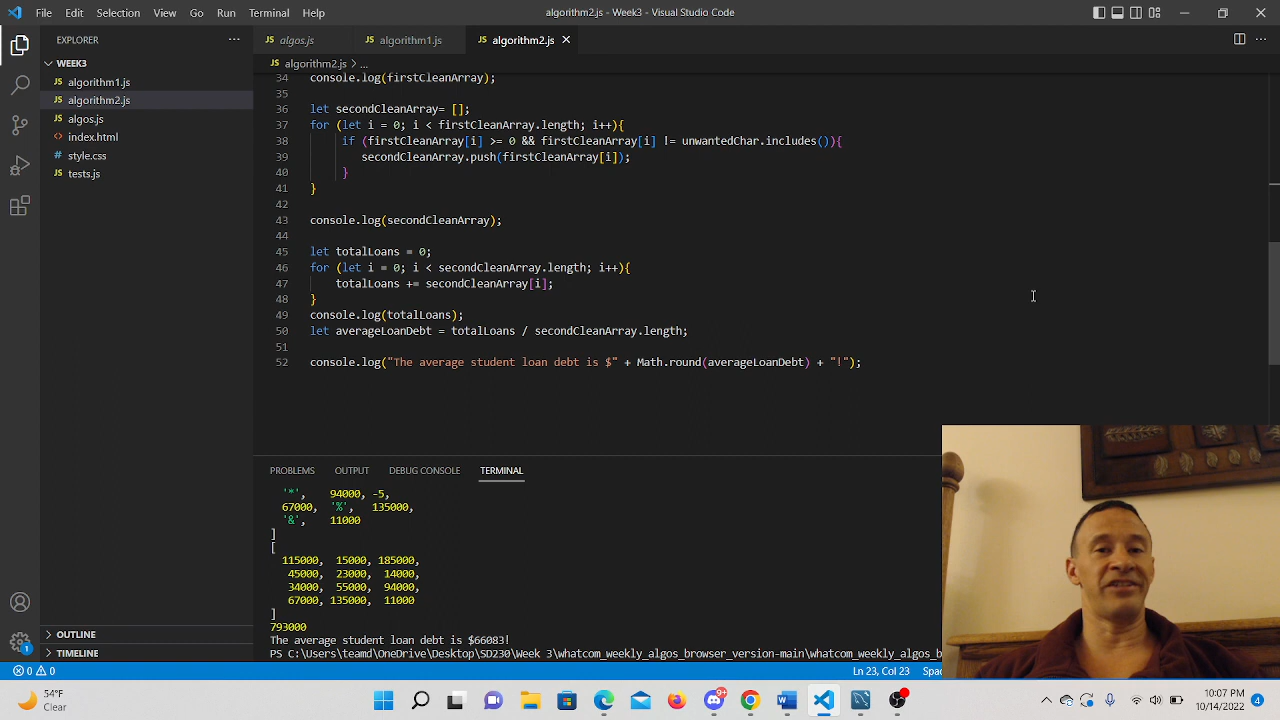 File Edit Selection View Go Run Terminal Help algorithm2.js - Week3 - Visual Studio Code
EXPLORER ... JS algos.js JS algorithm1.js JS algorithm2.js
WEEK3
JS algorithm2.js > ...
JS algorithm1.js
JS algorithm2.js
JS algos.js
index.html
style.css
JS tests.js
34 console.log(firstCleanArray);
35
36 let secondCleanArray= [];
37 for (let i = 0; i < firstCleanArray.length; i++){
38 if (firstCleanArray[i] >= 0 && firstCleanArray[i] != unwantedChar.includes()){
39 secondCleanArray.push(firstCleanArray[i]);
40 }
41 }
42
43 console.log(secondCleanArray);
44
45 let totalLoans = 0;
46 for (let i = 0; i < secondCleanArray.length; i++){
47 totalLoans += secondCleanArray[i];
48 }
49 console.log(totalLoans);
50 let averageLoanDebt = totalLoans / secondCleanArray.length;
51
52 console.log("The average student loan debt is $" + Math.round(averageLoanDebt) + "!");
PROBLEMS OUTPUT DEBUG CONSOLE TERMINAL
'*', 94000, -5,
67000, '%', 135000,
'&', 11000
]
[
115000, 15000, 185000,
45000, 23000, 14000,
34000, 55000, 94000,
67000, 135000, 11000
]
793000
The average student loan debt is $66083!
PS C:\Users\teamd\OneDrive\Desktop\SD230\Week 3\whatcom_weekly_algos_browser_version-main\whatcom_weekly_algos_b
OUTLINE
TIMELINE
1
0 0 Ln 23, Col 23 Spac
54°F
Clear
9+
10:07 PM
10/14/2022
4